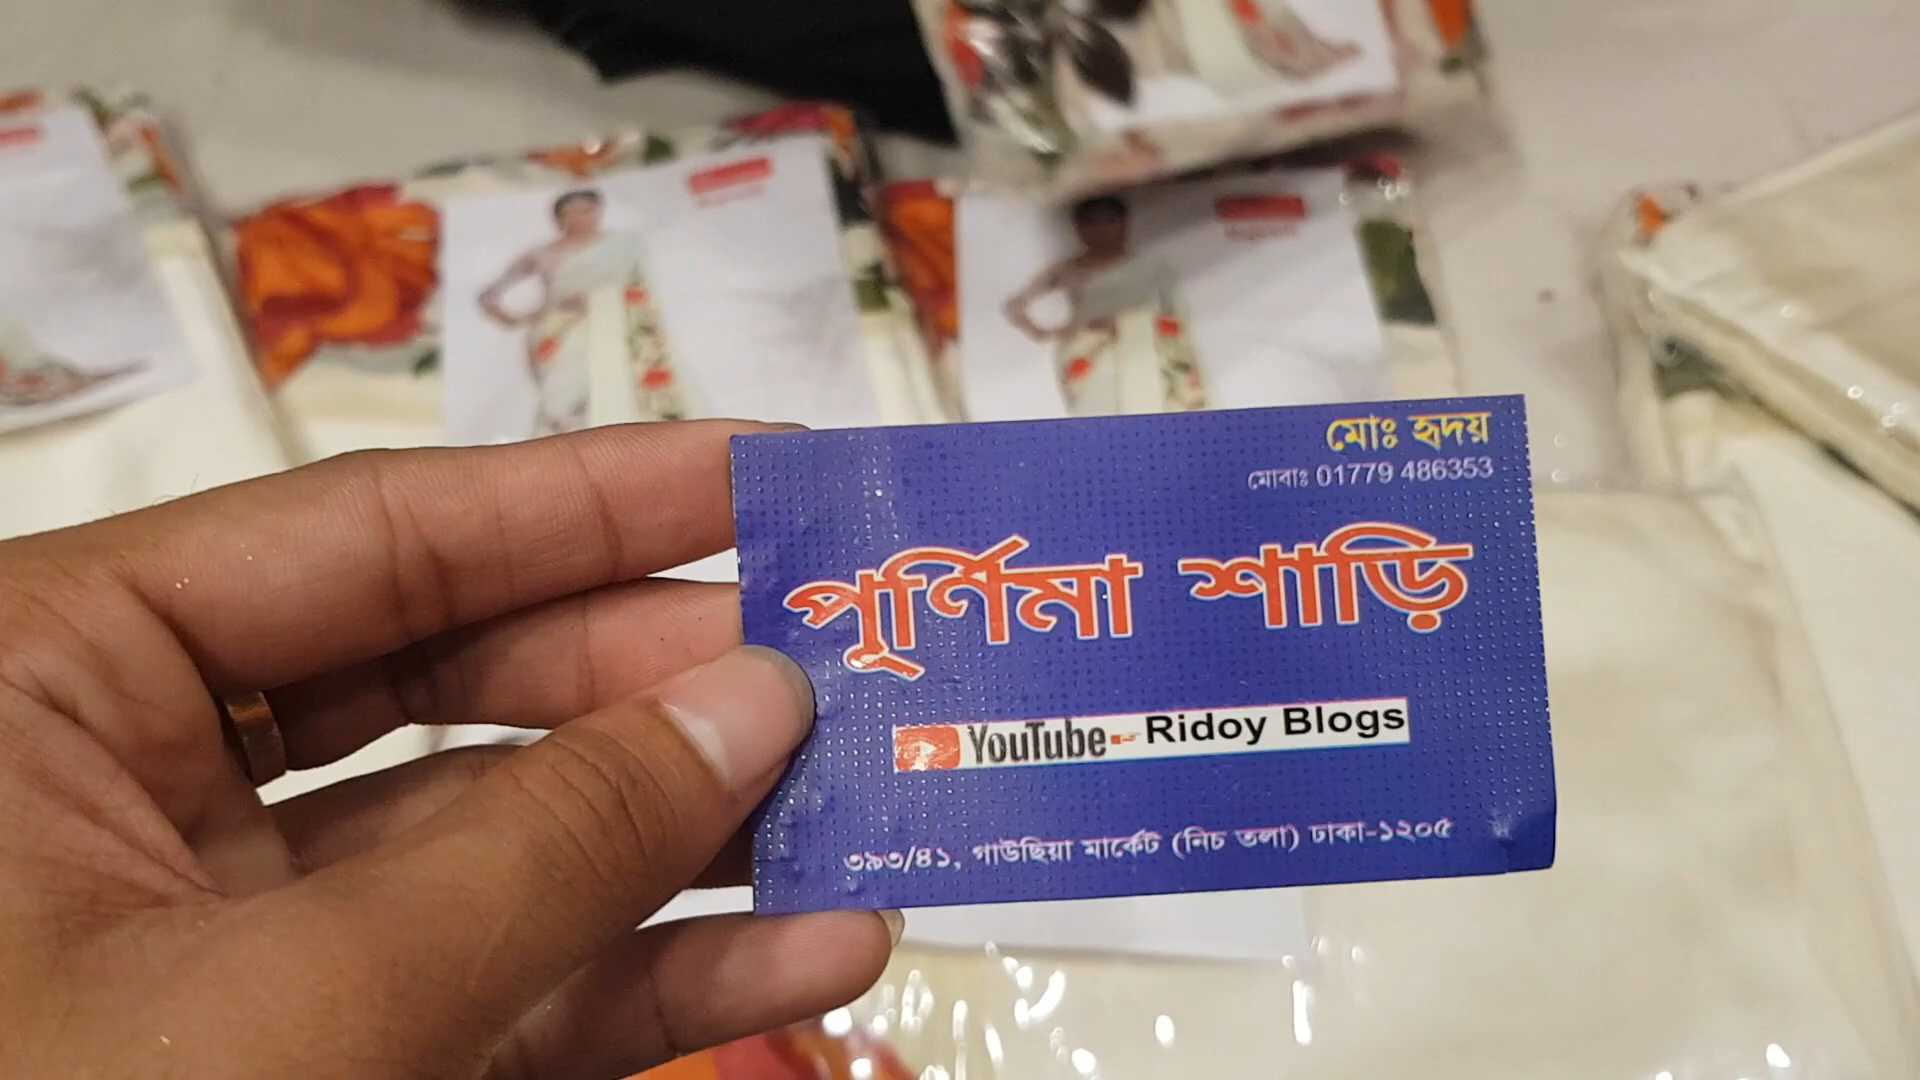 মোঃ হৃদয়
মোবাঃ 01779 486353
পূর্ণিমা শাড়ি
YouTube - Ridoy Blogs
৩৯৩/৪১, গাউছিয়া মার্কেট (নিচ তলা) ঢাকা-১২০৫